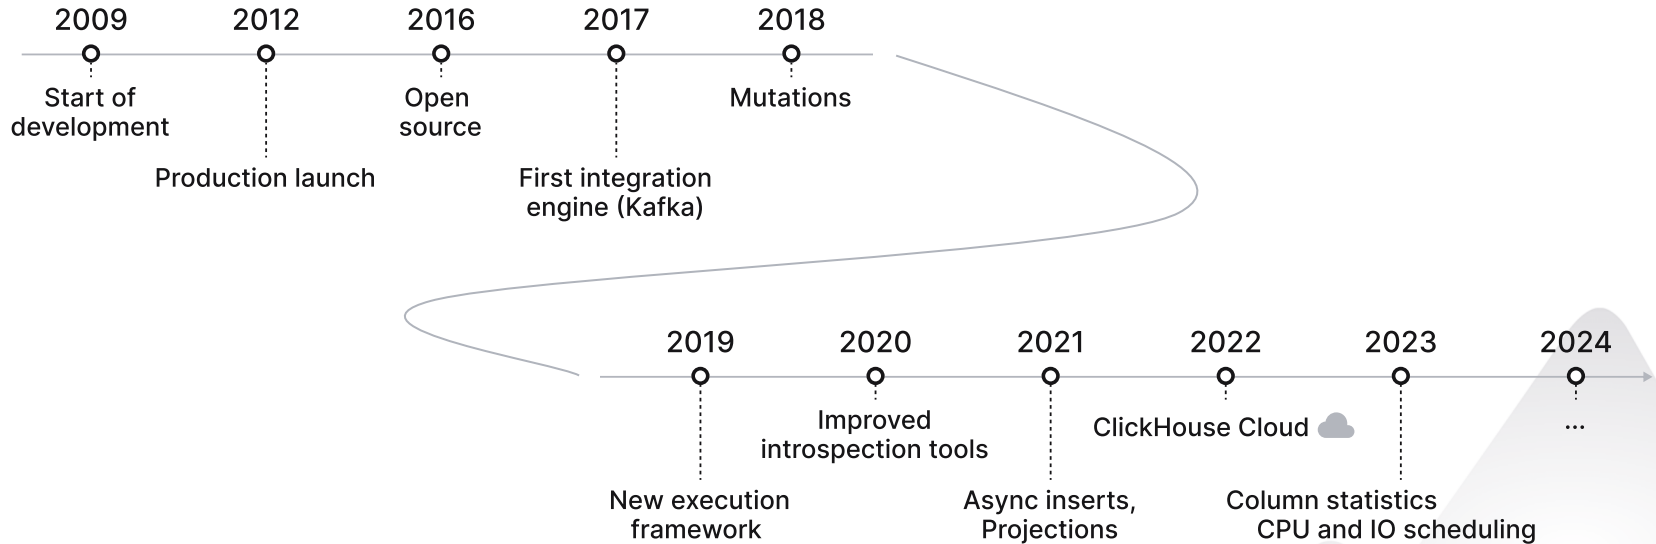 2009 2012 2016 2017 2018
Start of
development
Open
source
Mutations
Production launch
First integration
engine (Kafka)
2019 2020 2021 2022 2023 2024
Improved
introspection tools
ClickHouse Cloud
...
New execution
framework
Async inserts,
Projections
Column statistics
CPU and IO scheduling